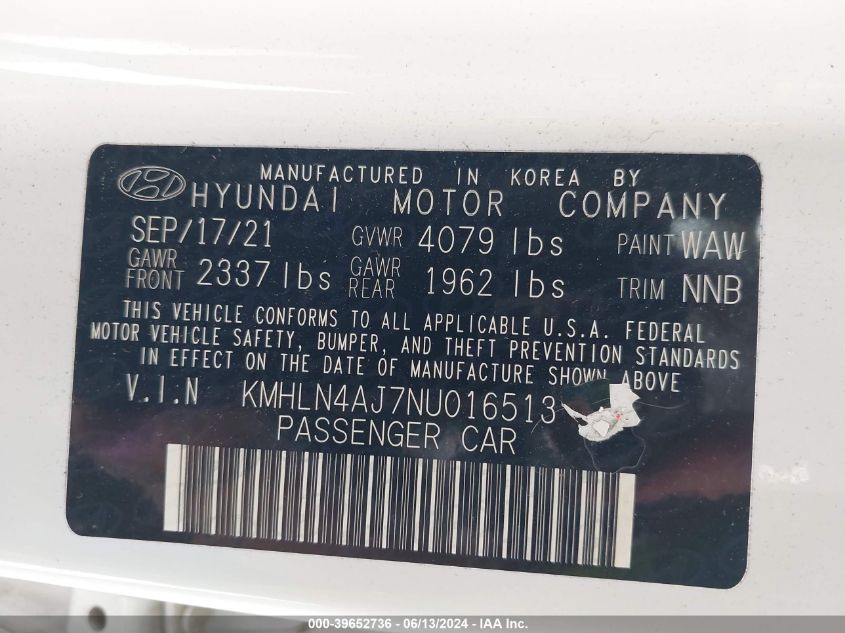 MANUFACTURED IN KOREA BY
HYUNDAI MOTOR COMPANY
SEP/17/21 GVWR 4079 lbs PAINT WAW
GAWR FRONT 2337 lbs GAWR REAR 1962 lbs TRIM NNB
THIS VEHICLE CONFORMS TO ALL APPLICABLE U.S.A. FEDERAL
MOTOR VEHICLE SAFETY, BUMPER, AND THEFT PREVENTION STANDARDS
IN EFFECT ON THE DATE OF MANUFACTURE SHOWN ABOVE
V.I.N KMHLN4AJ7NU016513
PASSENGER CAR
000-39652736 - 06/13/2024 - IAA Inc.